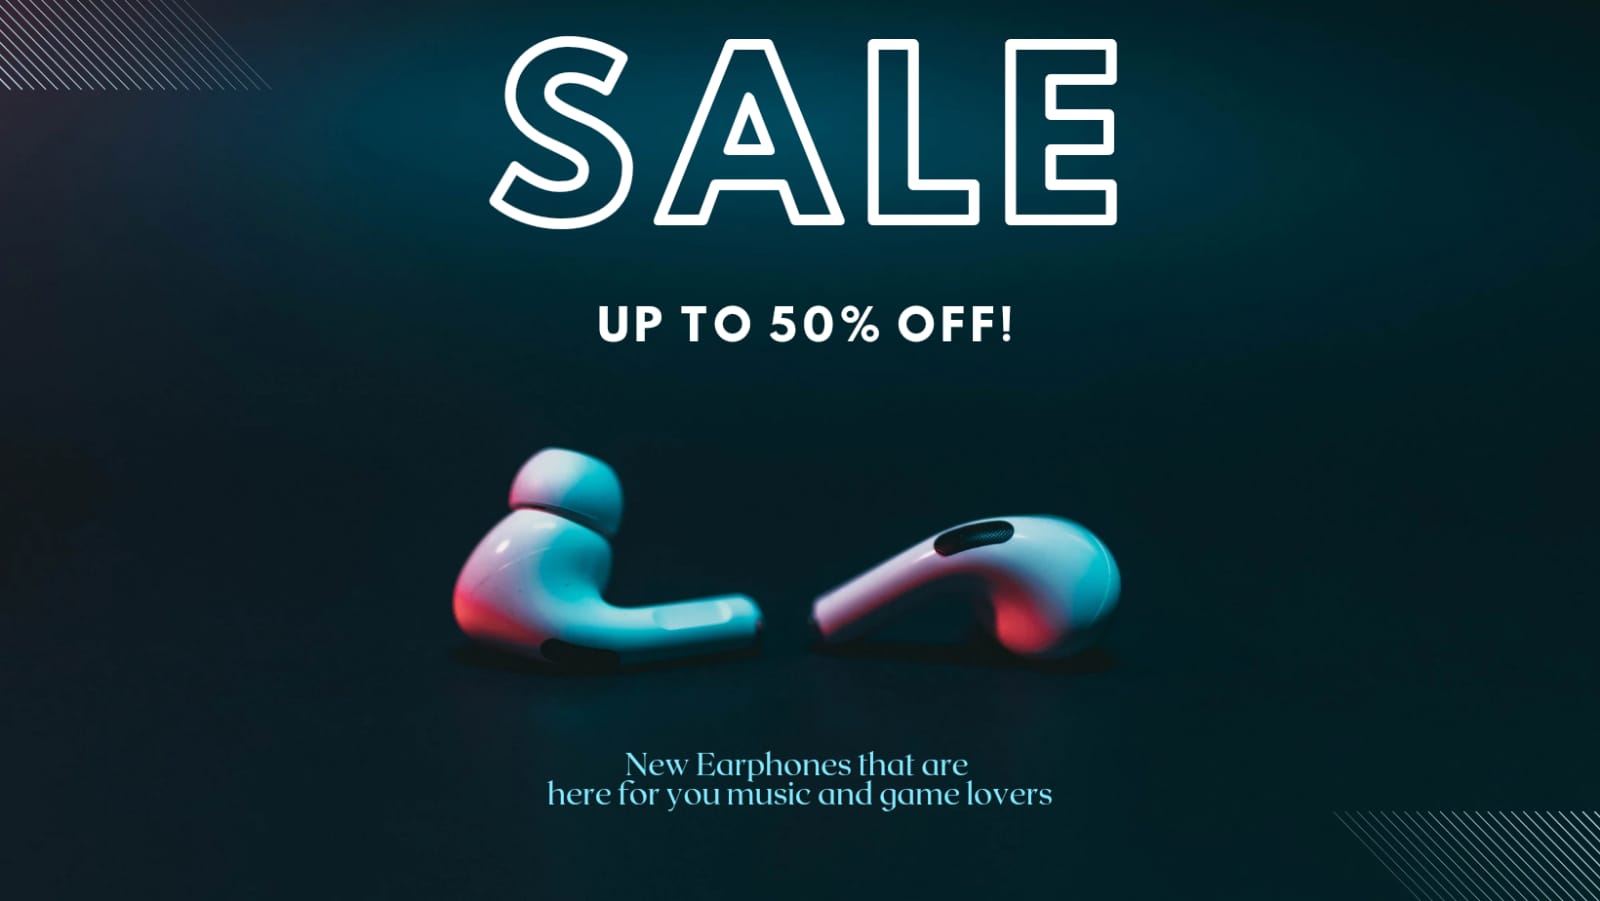 SALE
UP TO 50% OFF!
New Earphones that are
here for you music and game lovers